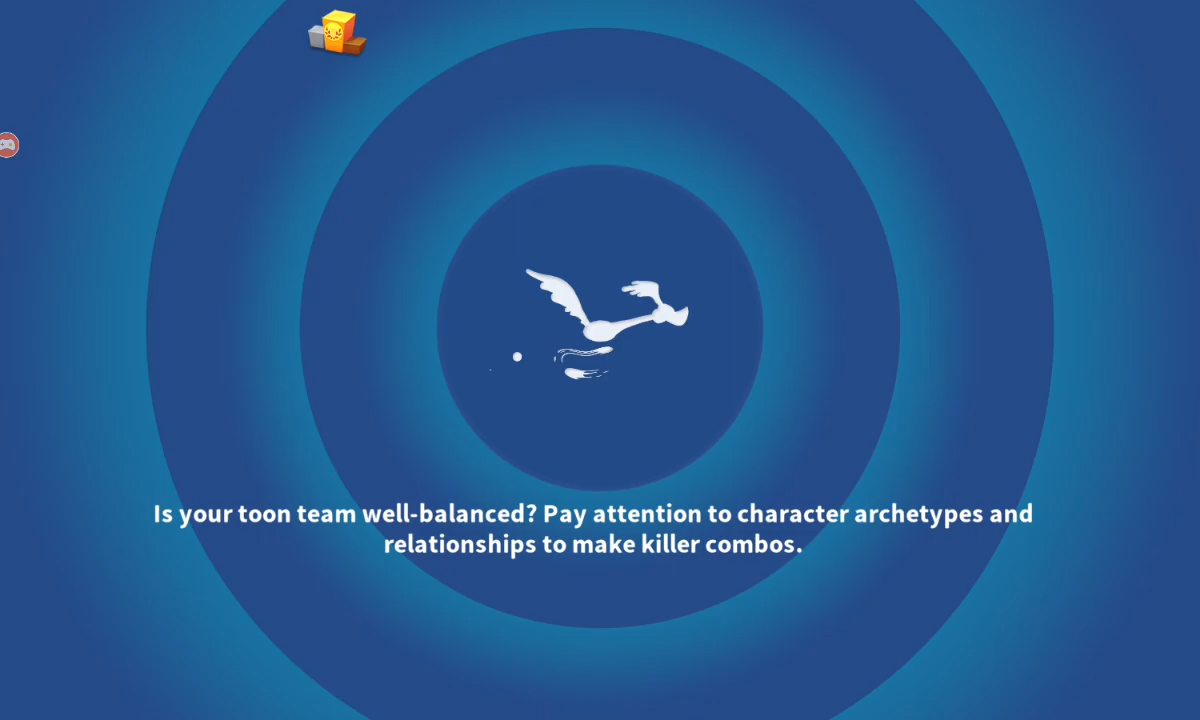 Is your toon team well-balanced? Pay attention to character archetypes and
relationships to make killer combos.